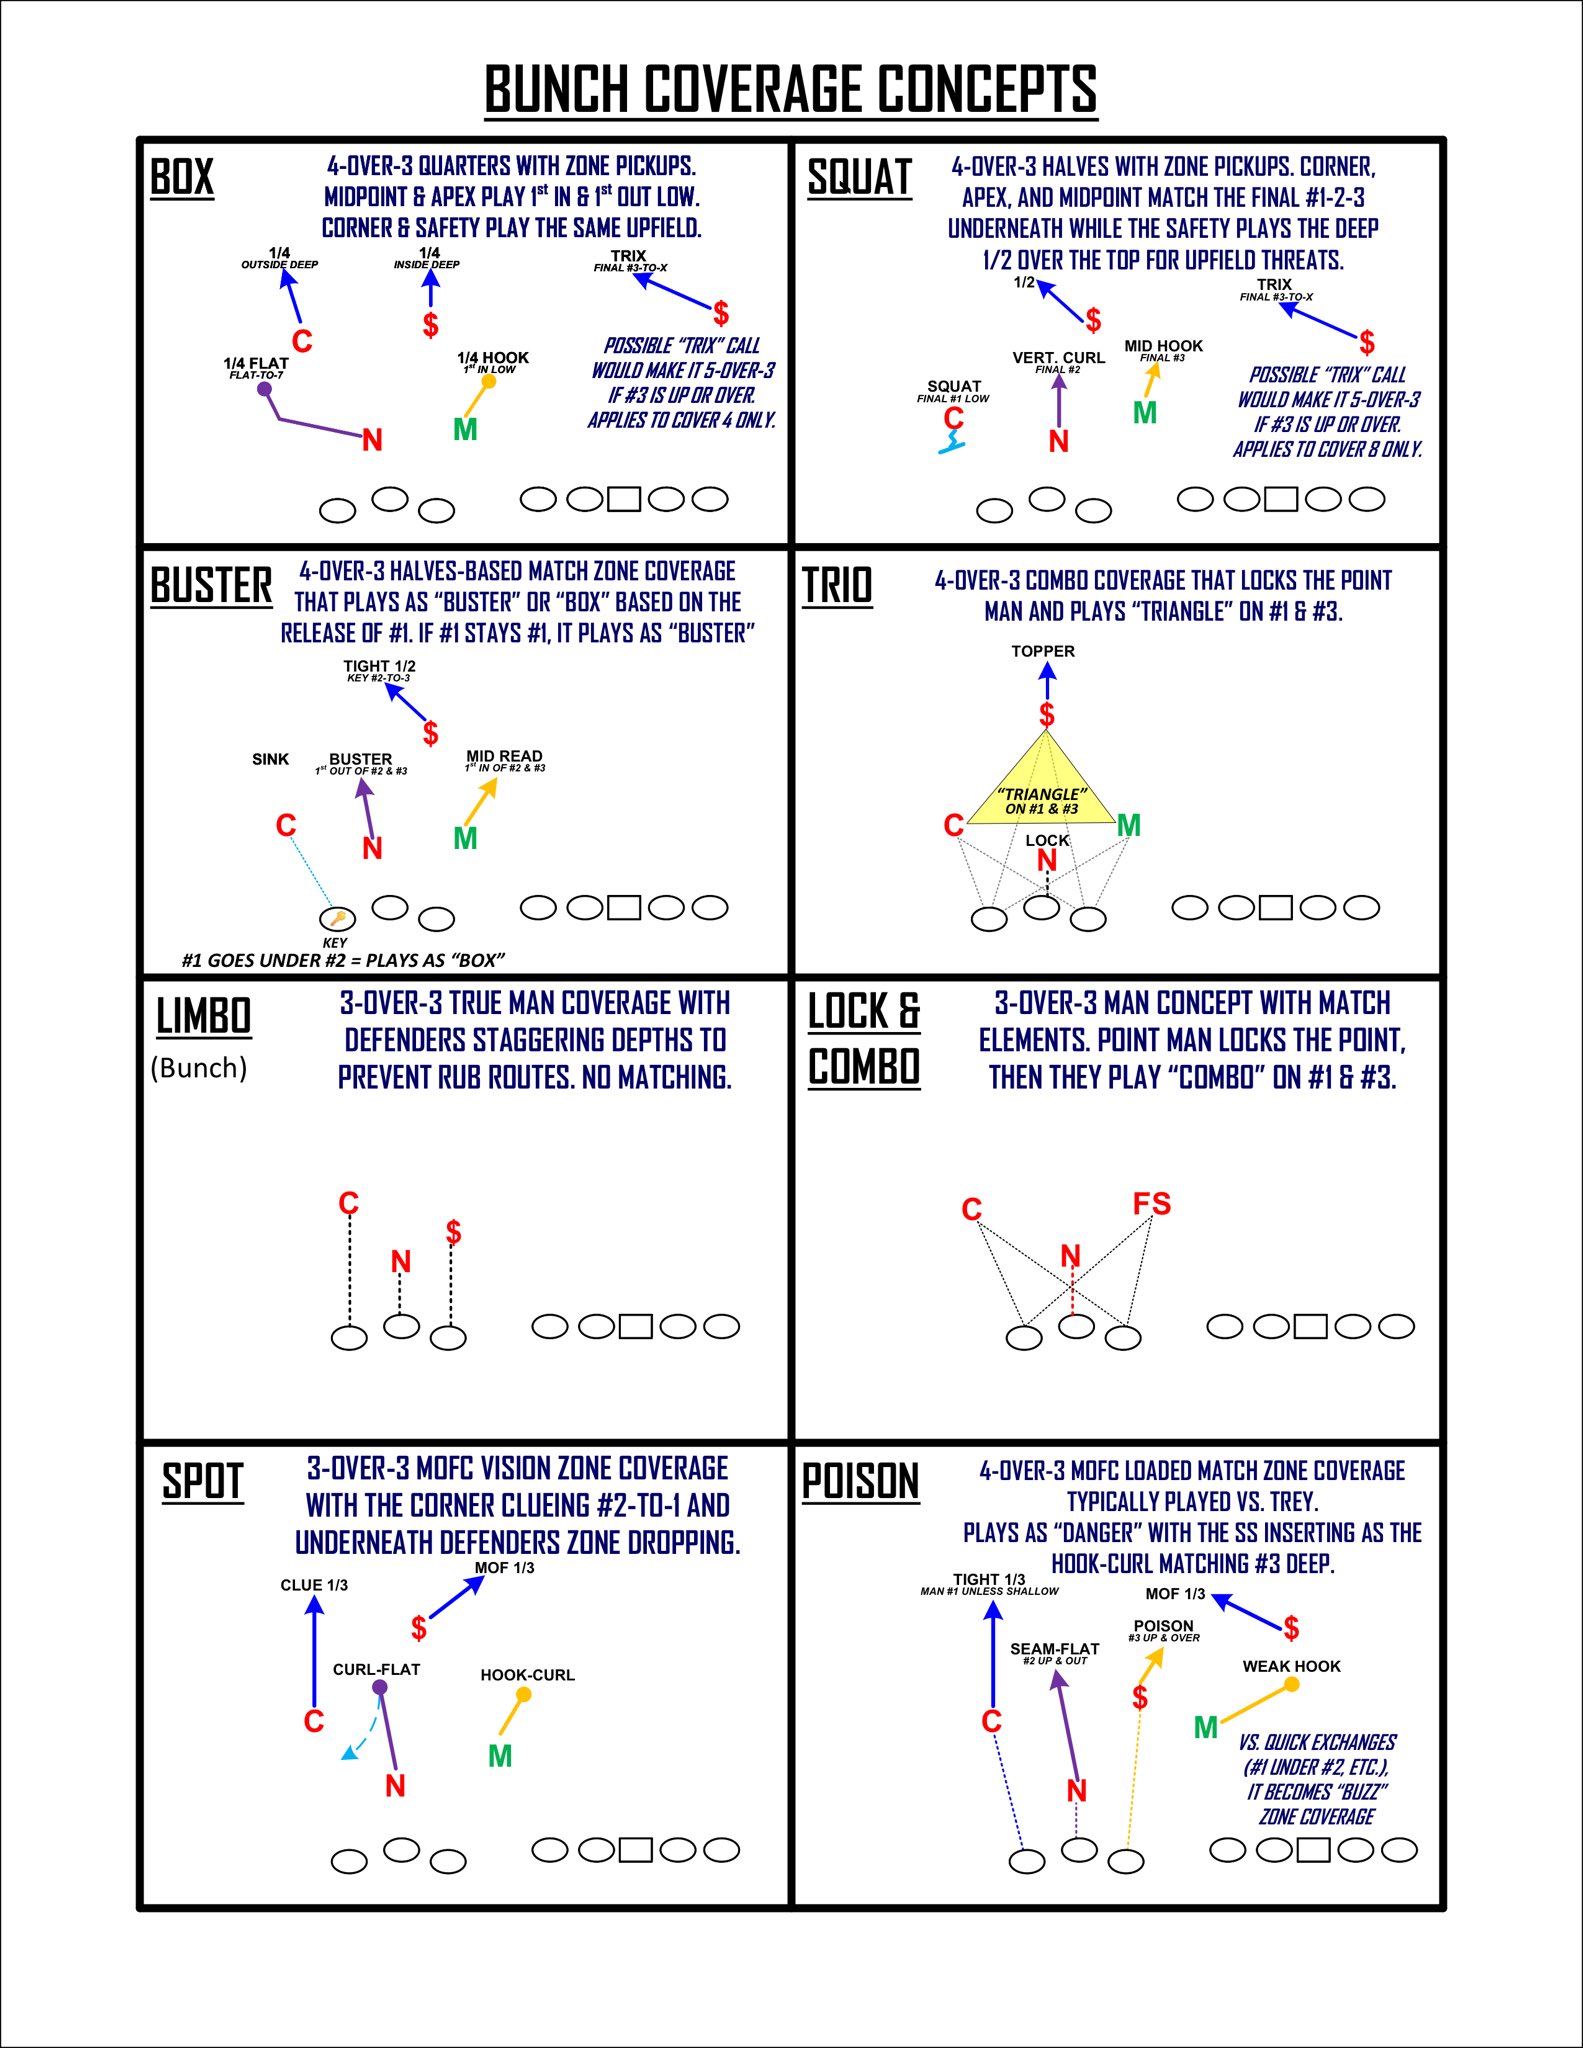 BUNCH COVERAGE CONCEPTS
BOX
4-OVER-3 QUARTERS WITH ZONE PICKUPS.
MIDPOINT & APEX PLAY 1st IN & 1st OUT LOW.
CORNER & SAFETY PLAY THE SAME UPFIELD.
1/4
OUTSIDE DEEP
1/4
INSIDE DEEP
TRIX
FINAL #3-TO-X
C
$
$
1/4 FLAT
FLAT-TO-7
1/4 HOOK
1st IN LOW
POSSIBLE "TRIX" CALL
WOULD MAKE IT 5-OVER-3
IF #3 IS UP OR OVER.
APPLIES TO COVER 4 ONLY.
N
M
SQUAT
4-OVER-3 HALVES WITH ZONE PICKUPS. CORNER,
APEX, AND MIDPOINT MATCH THE FINAL #1-2-3
UNDERNEATH WHILE THE SAFETY PLAYS THE DEEP
1/2 OVER THE TOP FOR UPFIELD THREATS.
1/2
TRIX
FINAL #3-TO-X
$
$
VERT. CURL
FINAL #2
MID HOOK
FINAL #3
SQUAT
FINAL #1 LOW
C
N
M
POSSIBLE "TRIX" CALL
WOULD MAKE IT 5-OVER-3
IF #3 IS UP OR OVER.
APPLIES TO COVER 8 ONLY.
BUSTER
4-OVER-3 HALVES-BASED MATCH ZONE COVERAGE
THAT PLAYS AS "BUSTER" OR "BOX" BASED ON THE
RELEASE OF #1. IF #1 STAYS #1, IT PLAYS AS "BUSTER"
TIGHT 1/2
KEY #2-TO-3
$
SINK
BUSTER
1st OUT OF #2 & #3
MID READ
1st IN OF #2 & #3
C
N
M
KEY
#1 GOES UNDER #2 = PLAYS AS "BOX"
TRIO
4-OVER-3 COMBO COVERAGE THAT LOCKS THE POINT
MAN AND PLAYS "TRIANGLE" ON #1 & #3.
TOPPER
$
"TRIANGLE"
ON #1 & #3
C
M
LOCK
N
LIMBO
(Bunch)
3-OVER-3 TRUE MAN COVERAGE WITH
DEFENDERS STAGGERING DEPTHS TO
PREVENT RUB ROUTES. NO MATCHING.
C
$
N
LOCK &
COMBO
3-OVER-3 MAN CONCEPT WITH MATCH
ELEMENTS. POINT MAN LOCKS THE POINT,
THEN THEY PLAY "COMBO" ON #1 & #3.
C
FS
N
SPOT
3-OVER-3 MOFC VISION ZONE COVERAGE
WITH THE CORNER CLUEING #2-TO-1 AND
UNDERNEATH DEFENDERS ZONE DROPPING.
MOF 1/3
CLUE 1/3
$
CURL-FLAT
HOOK-CURL
C
M
N
POISON
4-OVER-3 MOFC LOADED MATCH ZONE COVERAGE
TYPICALLY PLAYED VS. TREY.
PLAYS AS "DANGER" WITH THE SS INSERTING AS THE
HOOK-CURL MATCHING #3 DEEP.
TIGHT 1/3
MAN #1 UNLESS SHALLOW
MOF 1/3
POISON
#3 UP & OVER
$
SEAM-FLAT
#2 UP & OUT
WEAK HOOK
$
C
M
N
VS. QUICK EXCHANGES
(#1 UNDER #2, ETC.),
IT BECOMES "BUZZ"
ZONE COVERAGE